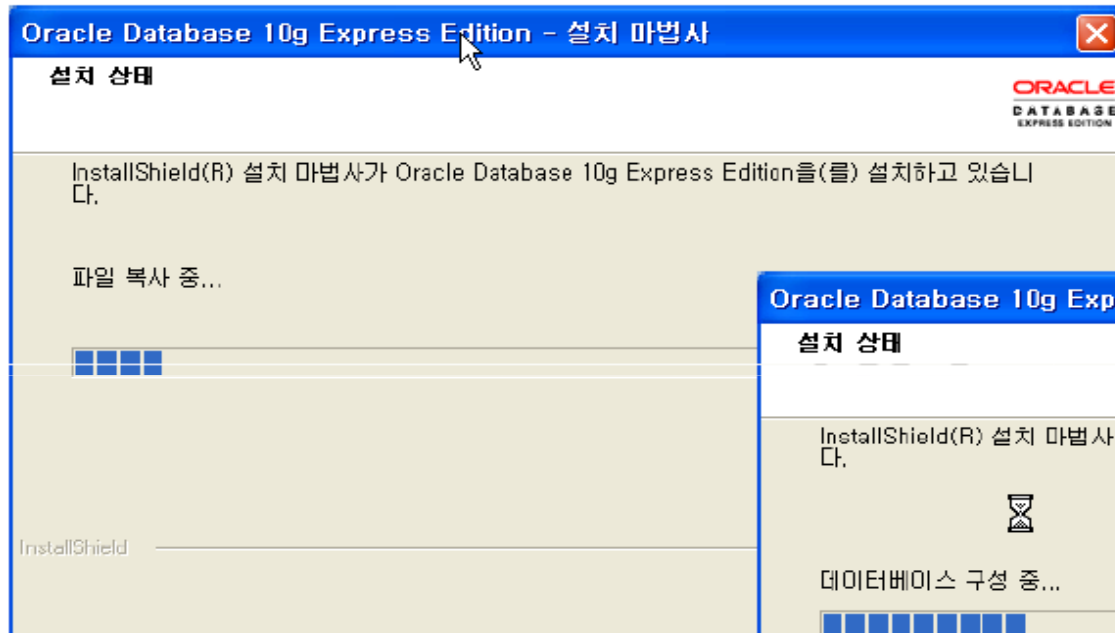 Oracle Database 10g Express Edition - 설치 마법사
설치 상태
ORACLE
DATABASE
EXPRESS EDITION
InstallShield(R) 설치 마법사가 Oracle Database 10g Express Edition을(를) 설치하고 있습니
다.
파일 복사 중...
InstallShield
Oracle Database 10g Exp
설치 상태
InstallShield(R) 설치 마법사
다.
데이터베이스 구성 중...